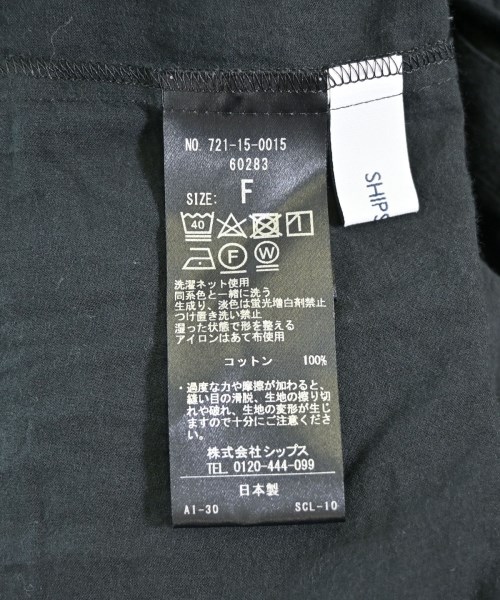 NO. 721-15-0015
60283
SIZE: F
40
F W
洗濯ネット使用
同系色と一緒に洗う
生成り、淡色は蛍光増白剤禁止
つけ置き洗い禁止
湿った状態で形を整える
アイロンはあて布使用
コットン 100%
・過度な力や摩擦が加わると、
縫い目の滑脱、生地の擦り切
れや破れ、生地の変形が生じ
ますので十分にご注意くださ
い。
株式会社シップス
TEL 0120-444-099
日本製
AI-30 SCL-10
SHIPS